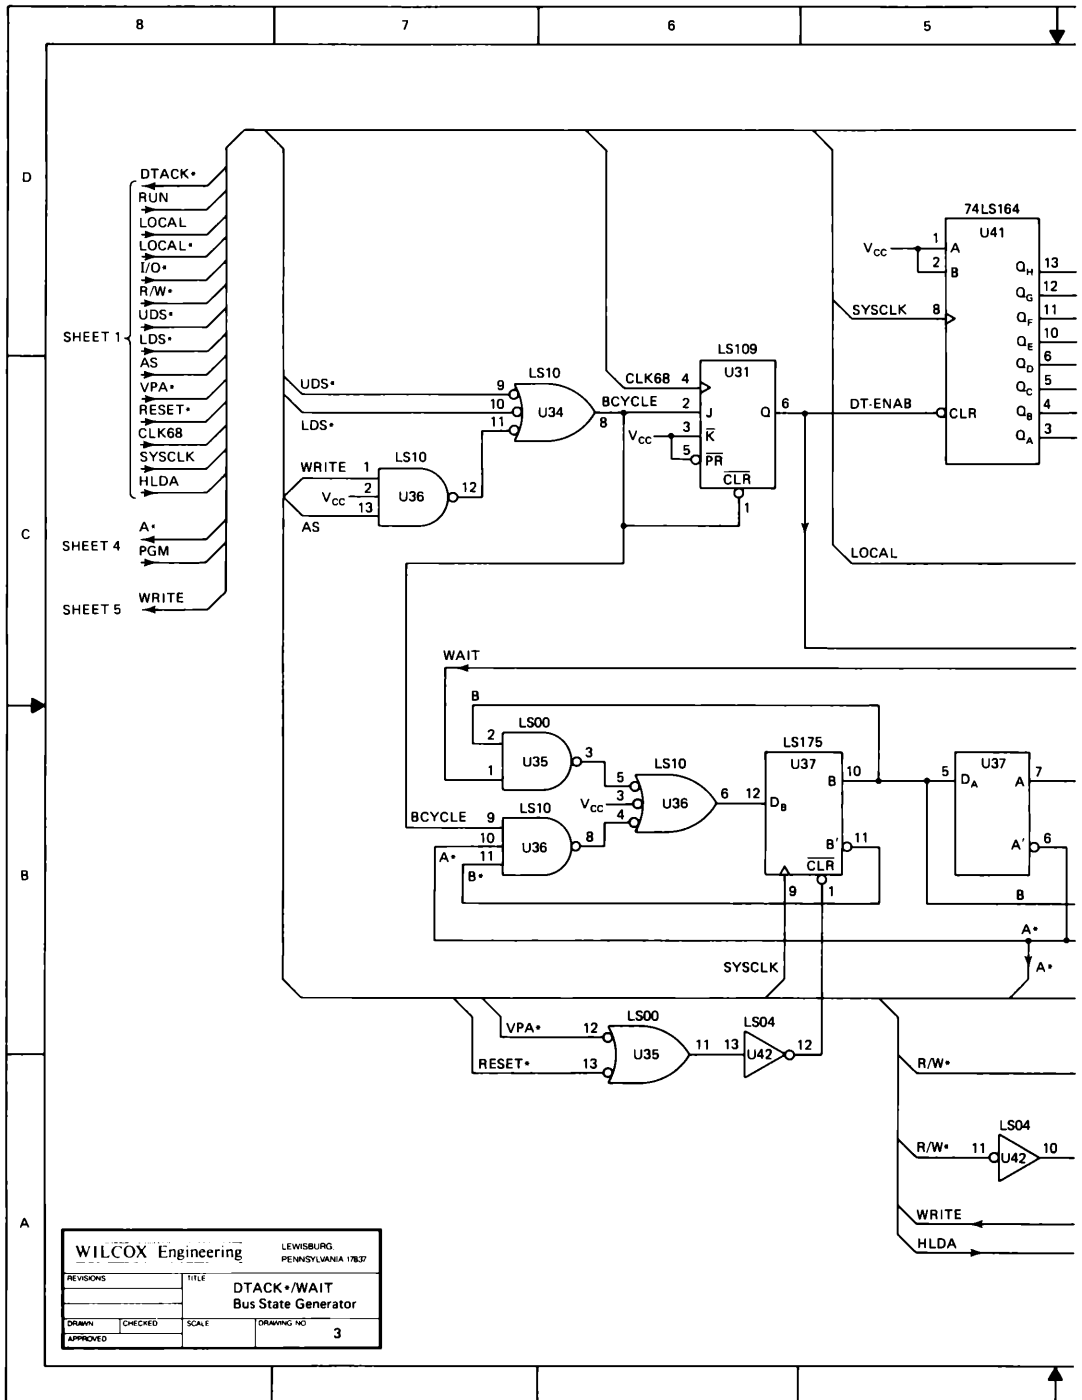 8 7 6 5
D
C
B
A
DTACK*
RUN
LOCAL
LOCAL*
I/O*
R/W*
UDS*
SHEET 1
LDS*
AS
VPA*
RESET*
CLK68
SYSCLK
HLDA
A*
SHEET 4
PGM
WRITE
SHEET 5
UDS*
LDS*
9
10
11
LS10
U34
8
BCYCLE
WRITE 1
VCC 2
13
AS
LS10
U36
12
LS109
U31
CLK68 4
2 J
VCC 3 K
5 PR
CLR
1
Q 6
DT-ENAB
74LS164
U41
VCC 1 A
2 B
SYSCLK 8
CLR
QH 13
QG 12
QF 11
QE 10
QD 6
QC 5
QB 4
QA 3
LOCAL
WAIT
B
LS00
2
1
U35
3
LS10
BCYCLE 9
10
A*
11
B*
U36
8
LS10
5
VCC 3
4
U36
6
LS175
U37
12 DB
B 10
B' 11
CLR
9 1
U37
5 DA
A 7
A' 6
B
A*
A*
SYSCLK
LS00
VPA* 12
RESET* 13
U35
11
LS04
13 U42 12
R/W*
LS04
R/W* 11 U42 10
WRITE
HLDA
WILCOX Engineering
LEWISBURG,
PENNSYLVANIA 17837
REVISIONS
TITLE
DTACK*/WAIT
Bus State Generator
DRAWN CHECKED SCALE DRAWING NO
3
APPROVED